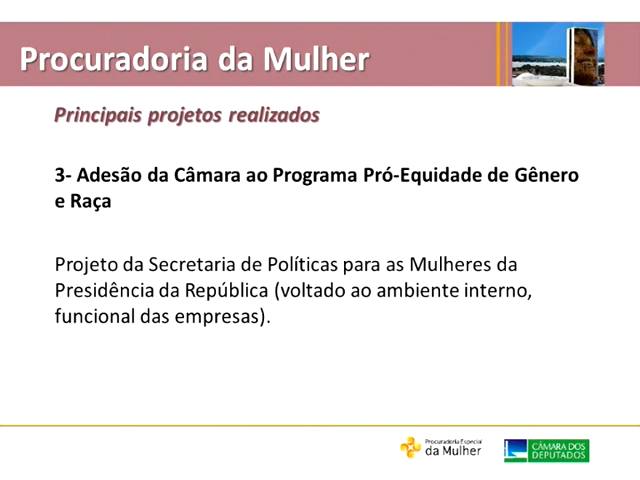 Procuradoria da Mulher
Principais projetos realizados
3- Adesão da Câmara ao Programa Pró-Equidade de Gênero
e Raça
Projeto da Secretaria de Políticas para as Mulheres da
Presidência da República (voltado ao ambiente interno,
funcional das empresas).
Procuradoria Especial
da Mulher
CÂMARA DOS
DEPUTADOS